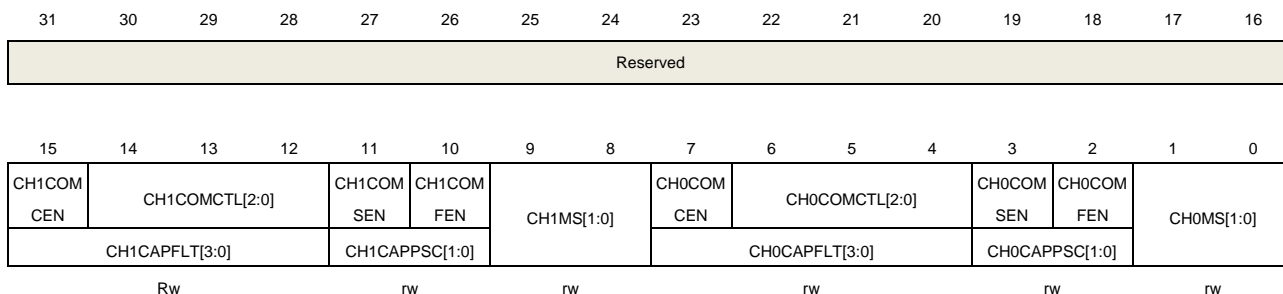 31 30 29 28 27 26 25 24 23 22 21 20 19 18 17 16
Reserved
15 14 13 12 11 10 9 8 7 6 5 4 3 2 1 0
CH1COM CEN CH1COMCTL[2:0] CH1COM SEN CH1COM FEN CH1MS[1:0] CH0COM CEN CH0COMCTL[2:0] CH0COM SEN CH0COM FEN CH0MS[1:0]
CH1CAPFLT[3:0] CH1CAPPSC[1:0] CH0CAPFLT[3:0] CH0CAPPSC[1:0]
Rw rw rw rw rw rw